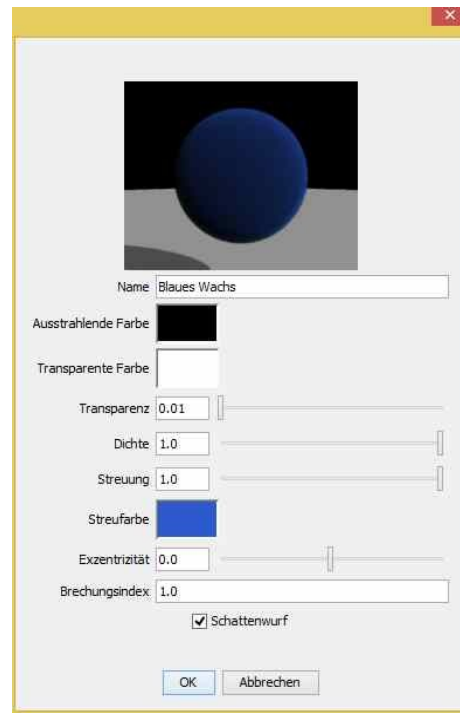 Name Blaues Wachs
Ausstrahlende Farbe
Transparente Farbe
Transparenz 0.01
Dichte 1.0
Streuung 1.0
Streufarbe
Exzentrizität 0.0
Brechungsindex 1.0
Schattenwurf
OK Abbrechen